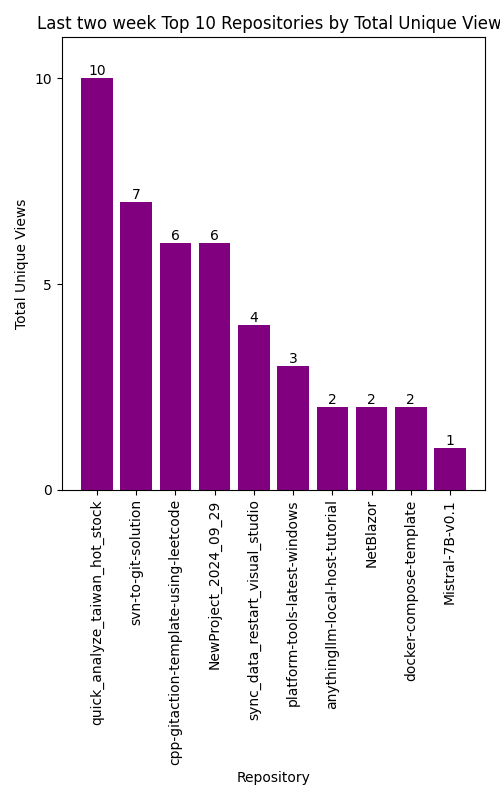 Last two week Top 10 Repositories by Total Unique View
10
7
6
6
4
3
2
2
2
1
10
5
0
Total Unique Views
quick_analyze_taiwan_hot_stock
svn-to-git-solution
cpp-gitaction-template-using-leetcode
NewProject_2024_09_29
sync_data_restart_visual_studio
platform-tools-latest-windows
anythingllm-local-host-tutorial
NetBlazor
docker-compose-template
Mistral-7B-v0.1
Repository